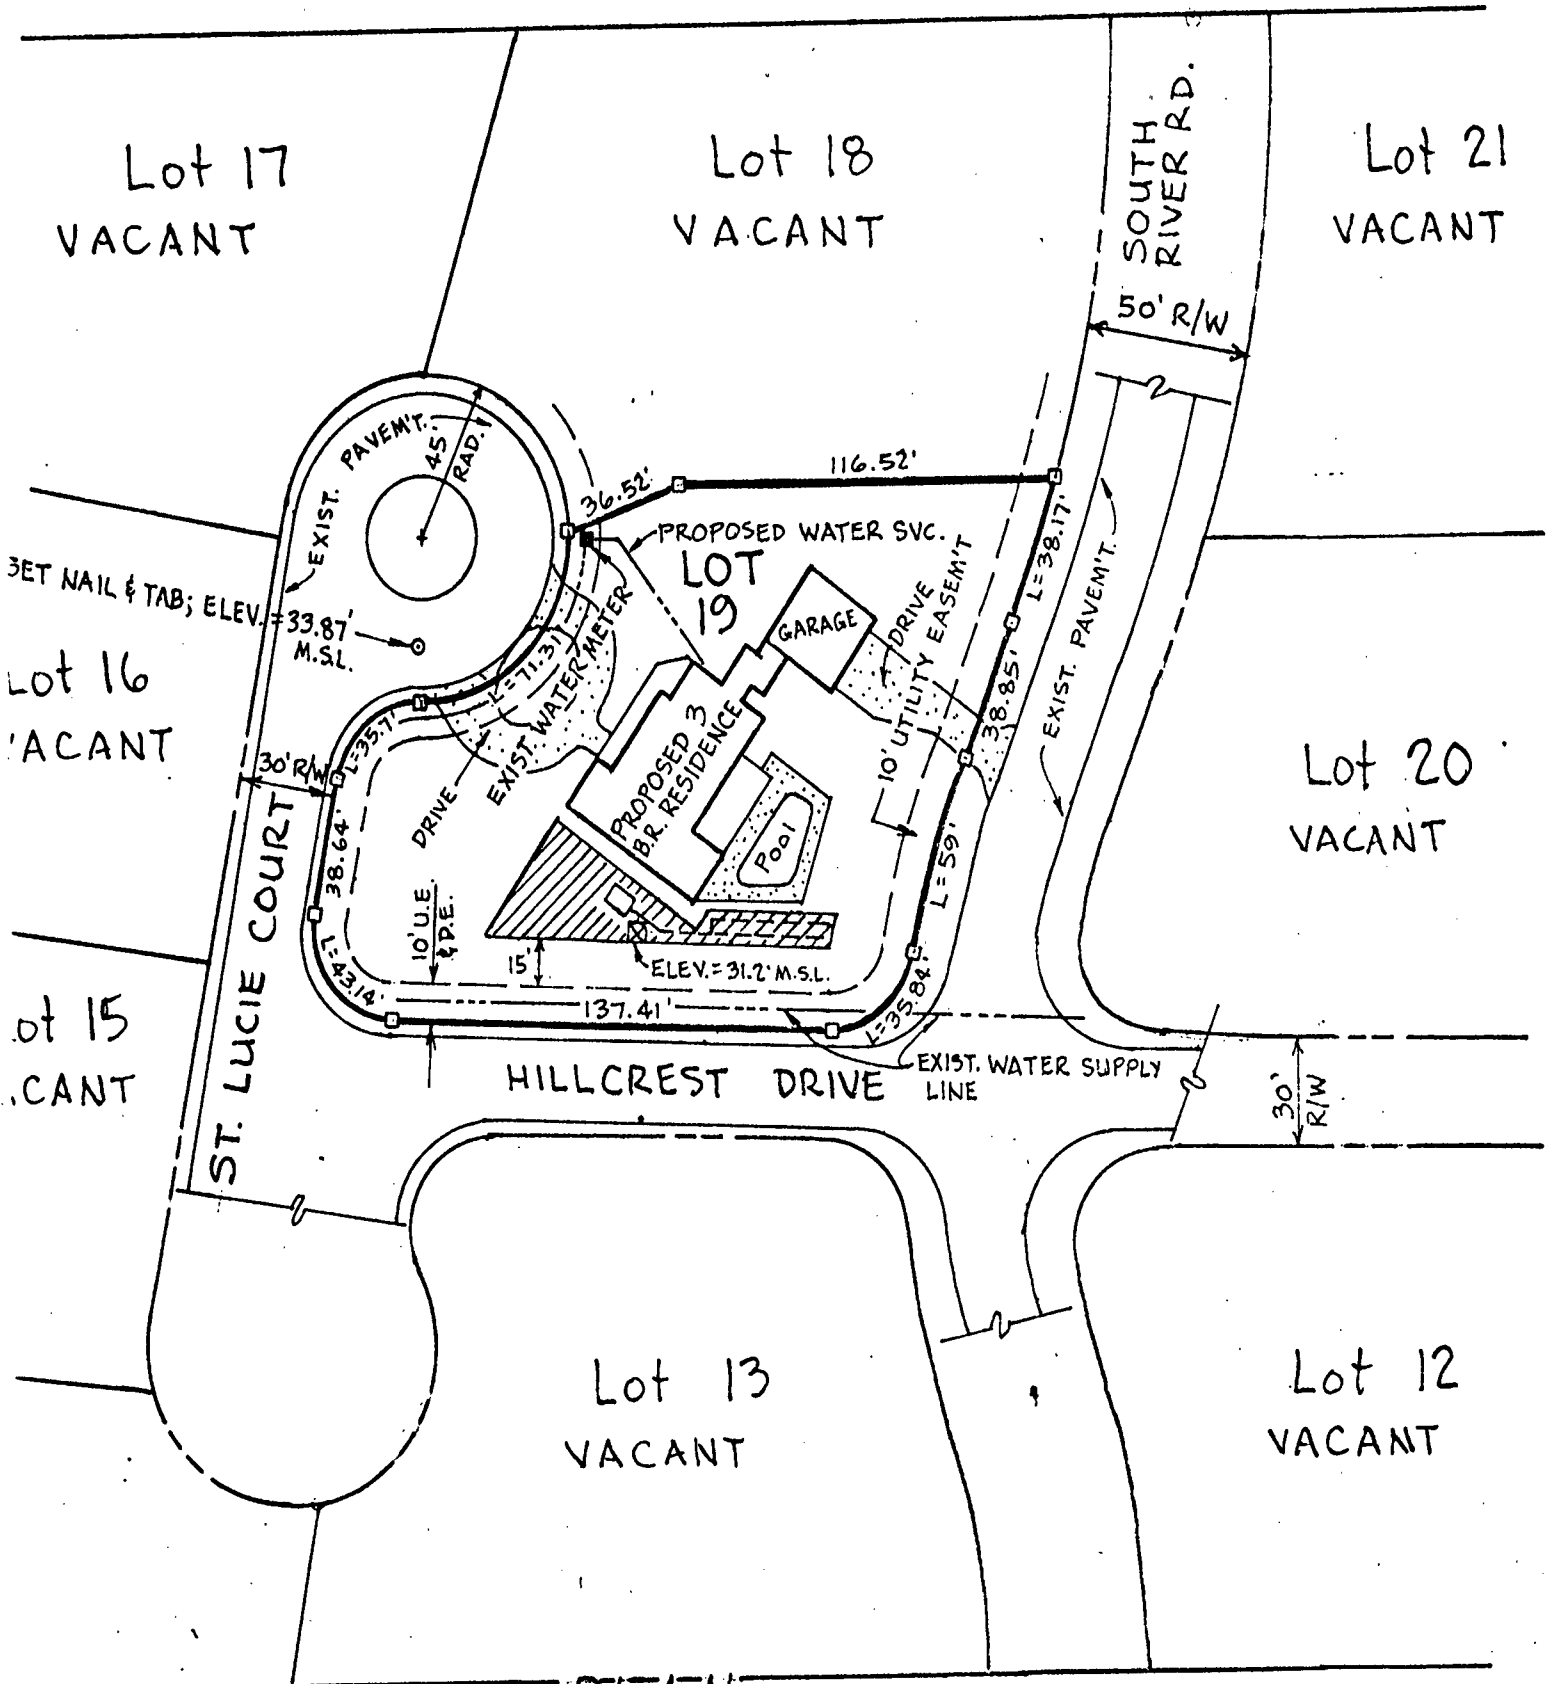 Lot 17
VACANT
Lot 18
VACANT
SOUTH
RIVER RD.
Lot 21
VACANT
50' R/W
EXIST. PAVEM'T.
45'
RAD.
36.52'
116.52'
PROPOSED WATER SVC.
LOT
19
GARAGE
DRIVE
10' UTILITY EASEM'T
L=38.17'
38.85'
EXIST. PAVEM'T.
SET NAIL & TAB; ELEV.=33.87'
M.S.L.
Lot 16
VACANT
L=71.31'
EXIST WATER METER
L=35.7'
30' R/W
DRIVE
PROPOSED 3
B.R. RESIDENCE
POOl
L=59'
Lot 20
VACANT
38.64'
ST. LUCIE COURT
10' U.E.
& D.E.
15'
ELEV.=31.2' M.S.L.
L=43.14'
137.41'
L=35.84'
ot 15
CANT
HILLCREST DRIVE
EXIST. WATER SUPPLY
LINE
30'
R/W
Lot 13
VACANT
Lot 12
VACANT